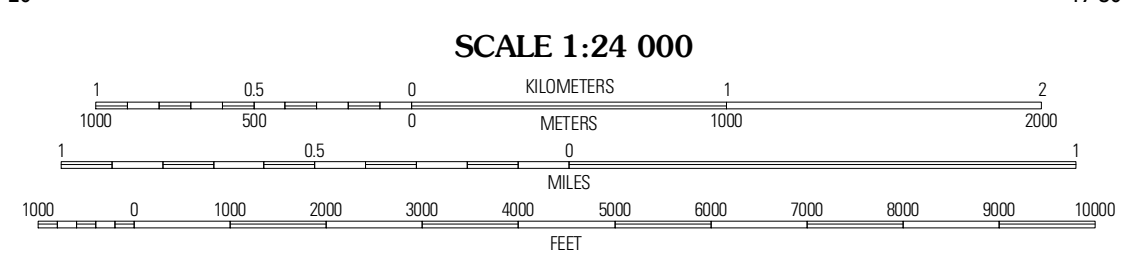 SCALE 1:24 000
1 0.5 0 KILOMETERS 1 2
1000 500 0 METERS 1000 2000
1 0.5 0 1
MILES
1000 0 1000 2000 3000 4000 5000 6000 7000 8000 9000 10000
FEET